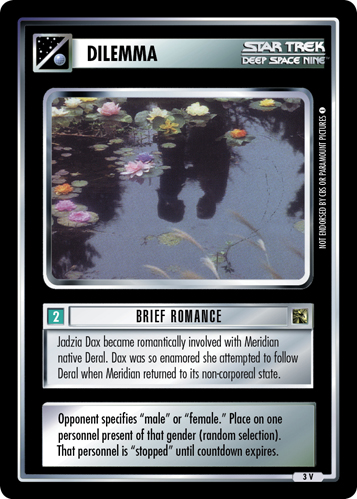 DILEMMA
STAR TREK
DEEP SPACE NINE™
NOT ENDORSED BY CBS OR PARAMOUNT PICTURES
2
BRIEF ROMANCE
Jadzia Dax became romantically involved with Meridian
native Deral. Dax was so enamored she attempted to follow
Deral when Meridian returned to its non-corporeal state.
Opponent specifies “male” or “female.” Place on
one personnel present of that gender (random selection).
That personnel is “stopped” until countdown expires.
3 V